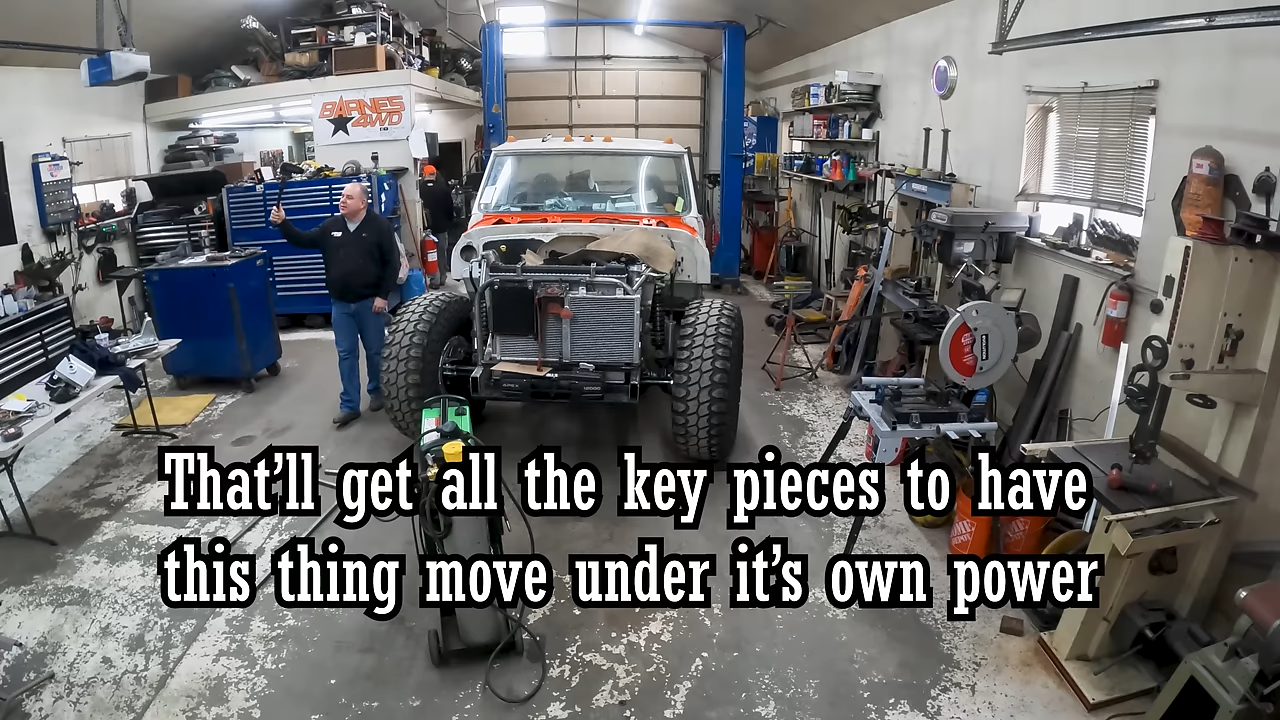 BARNES
4WD
That'll get all the key pieces to have
this thing move under it's own power